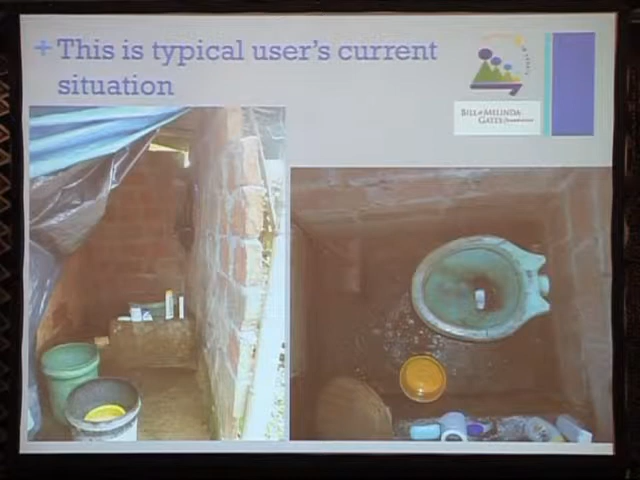 + This is typical user's current
situation
BILL & MELINDA
GATES foundation